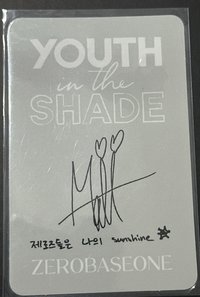 YOUTH
in the
SHADE
제로즈들은 나의 sunshine
ZEROBASEONE